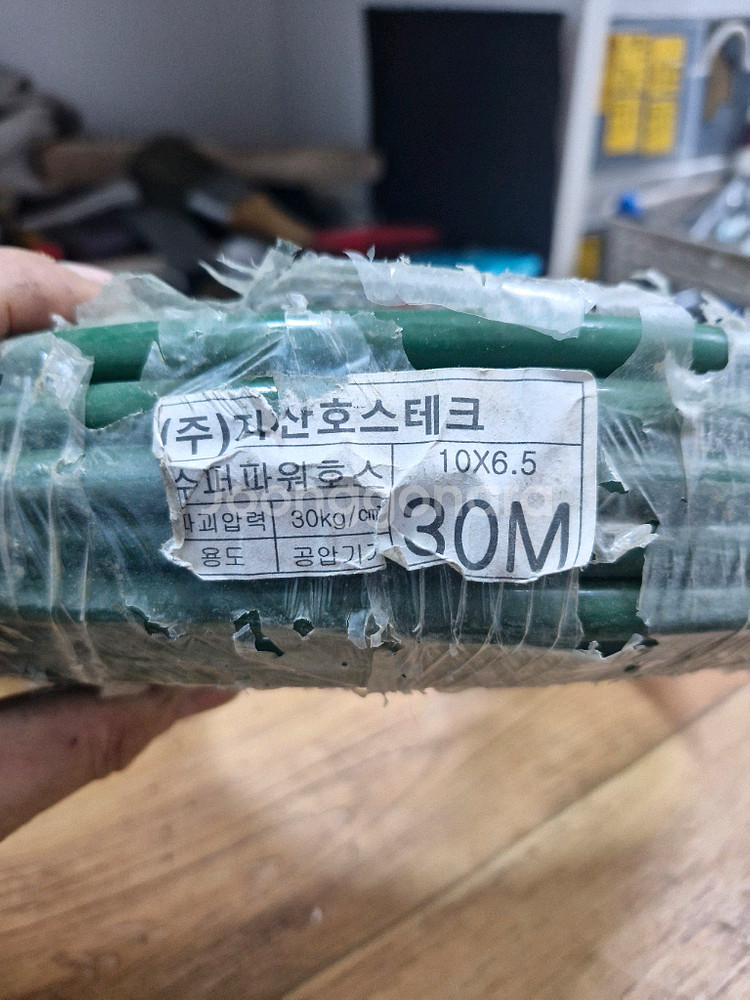 (주)자산호스테크
수퍼파워호스 10X6.5
파괴압력 30kg/㎠ 30M
용도 공압기기